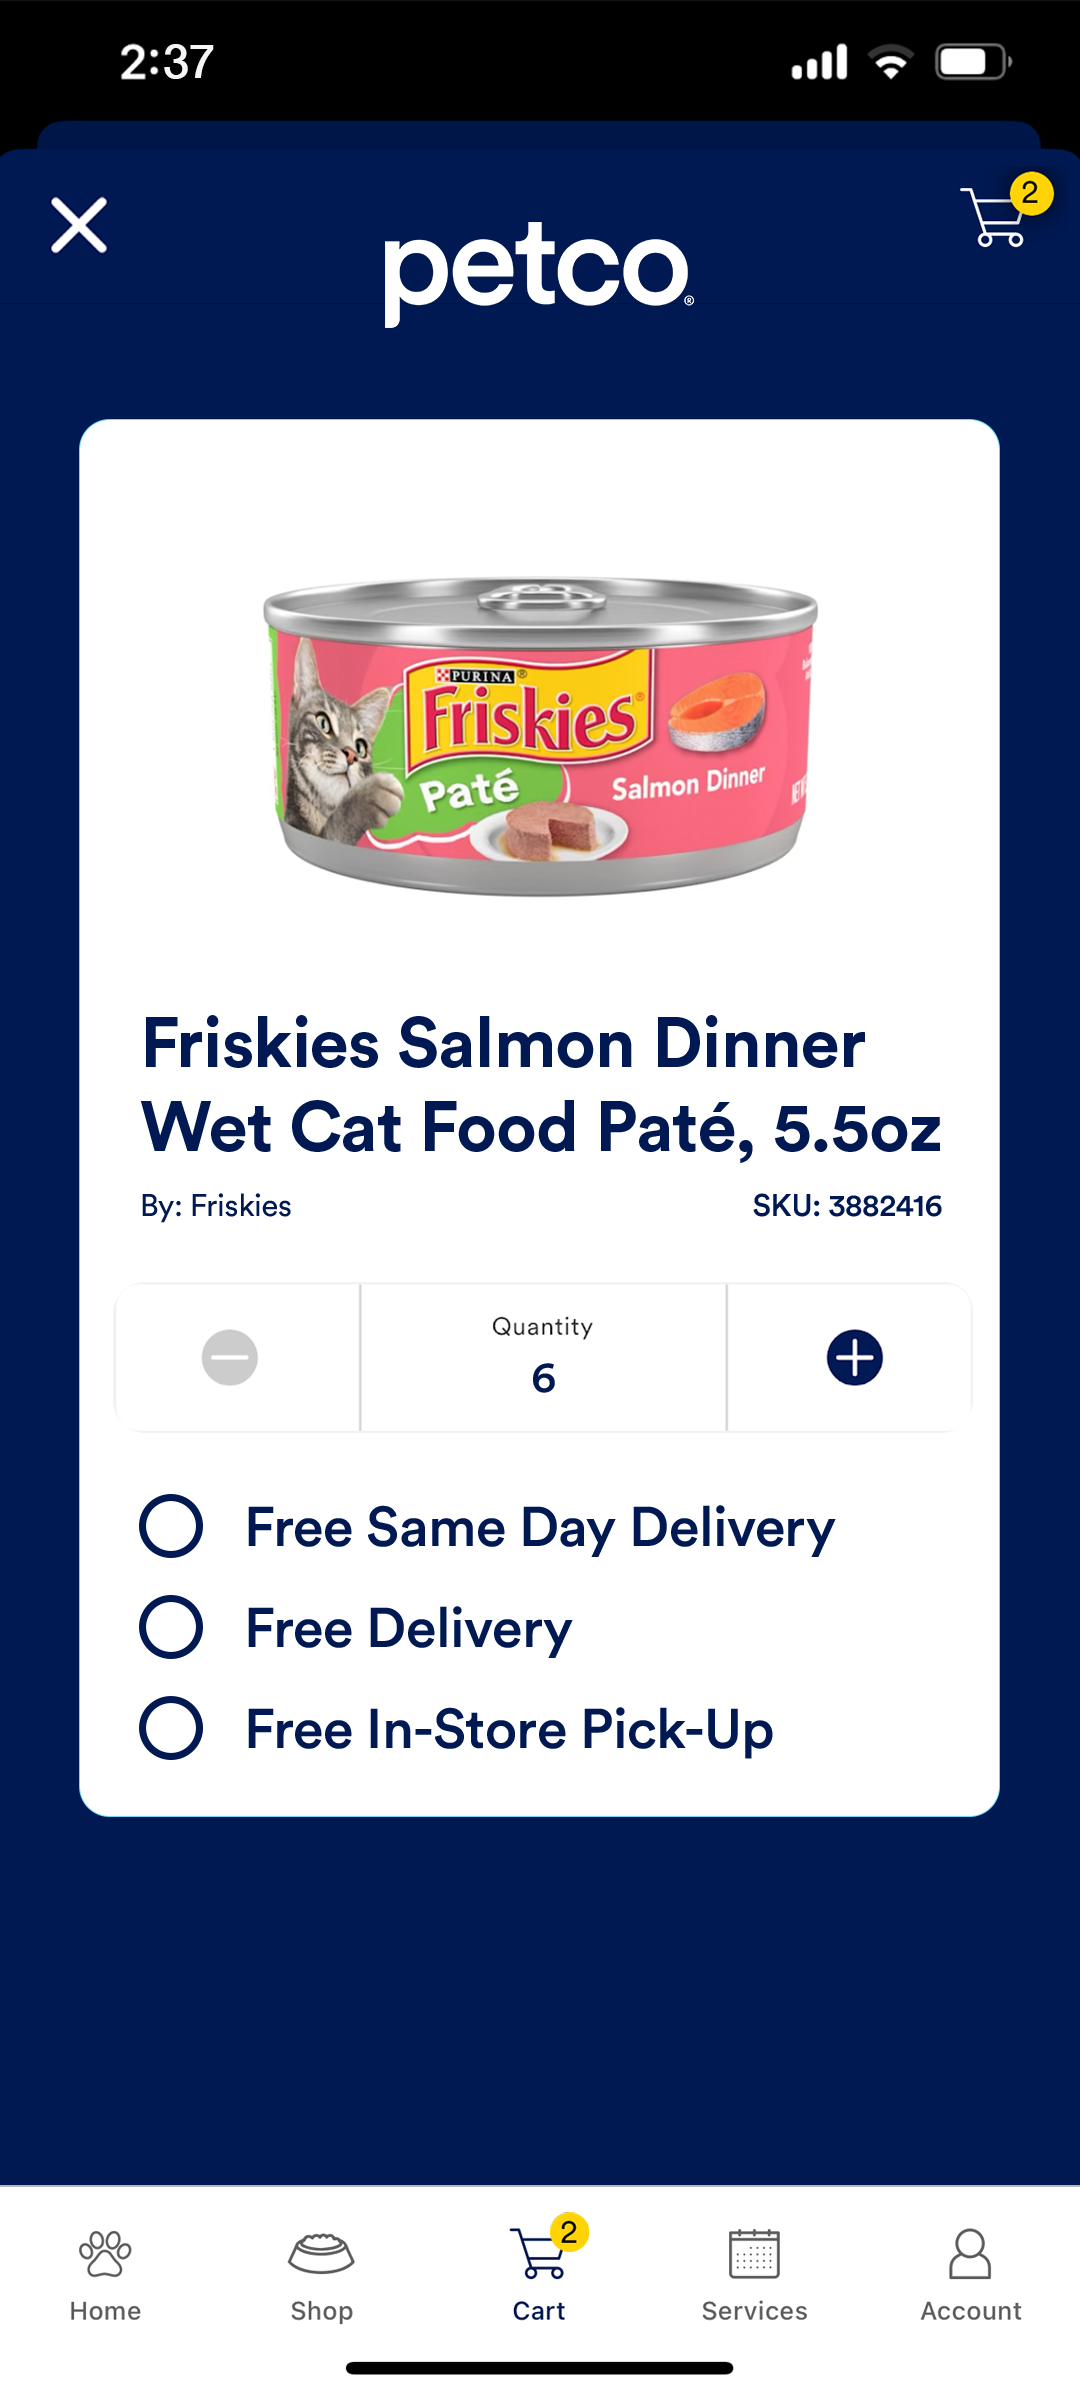 2:37
2
petco®
PURINA®
Friskies®
Paté
Salmon Dinner
Friskies Salmon Dinner
Wet Cat Food Paté, 5.5oz
By: Friskies
SKU: 3882416
Quantity
6
Free Same Day Delivery
Free Delivery
Free In-Store Pick-Up
2
Home
Shop
Cart
Services
Account